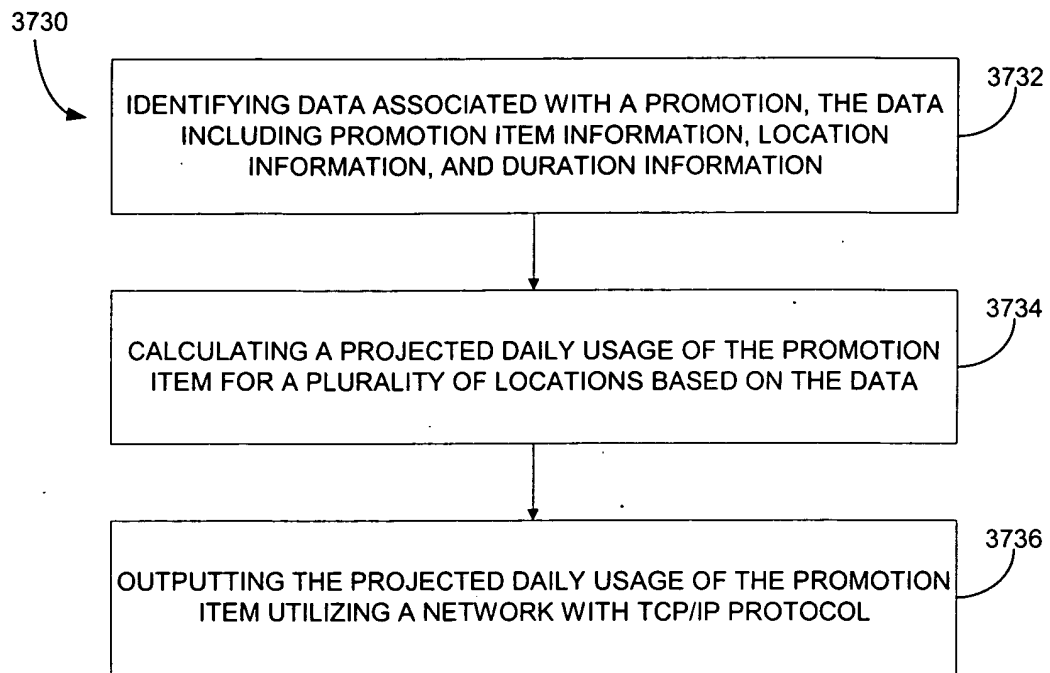 3730
3732
IDENTIFYING DATA ASSOCIATED WITH A PROMOTION, THE DATA
INCLUDING PROMOTION ITEM INFORMATION, LOCATION
INFORMATION, AND DURATION INFORMATION
3734
CALCULATING A PROJECTED DAILY USAGE OF THE PROMOTION
ITEM FOR A PLURALITY OF LOCATIONS BASED ON THE DATA
3736
OUTPUTTING THE PROJECTED DAILY USAGE OF THE PROMOTION
ITEM UTILIZING A NETWORK WITH TCP/IP PROTOCOL